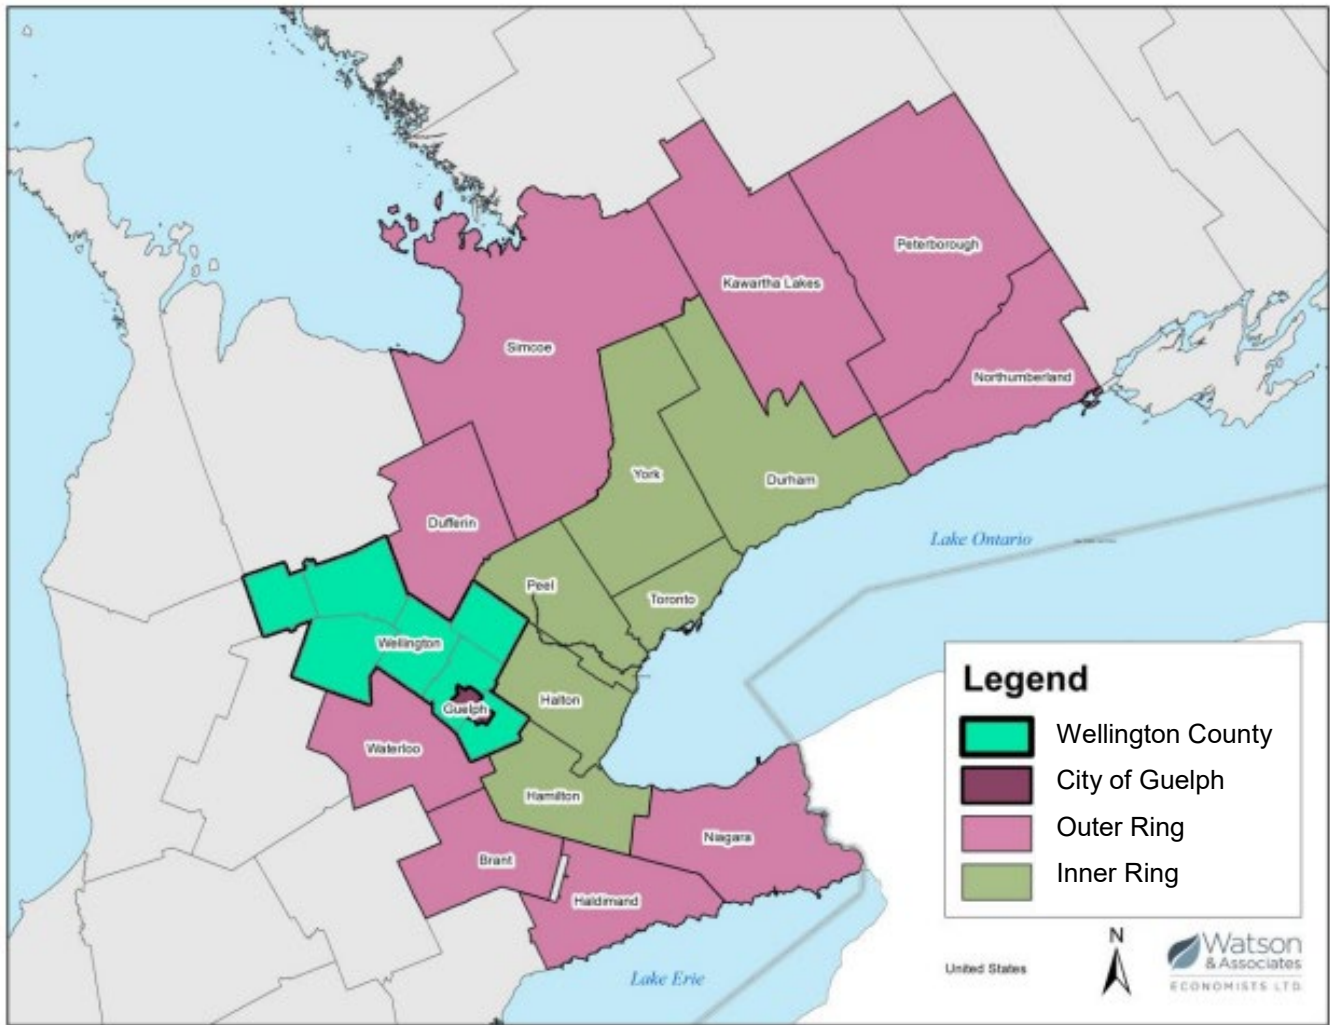 Peterborough
Kawartha Lakes
Simcoe
Northumberland
York
Durham
Dufferin
Lake Ontario
Peel
Toronto
Wellington
Halton
Guelph
Waterloo
Hamilton
Niagara
Brant
Haldimand
Lake Erie
Legend
Wellington County
City of Guelph
Outer Ring
Inner Ring
United States
N
Watson
& Associates
ECONOMISTS LTD.